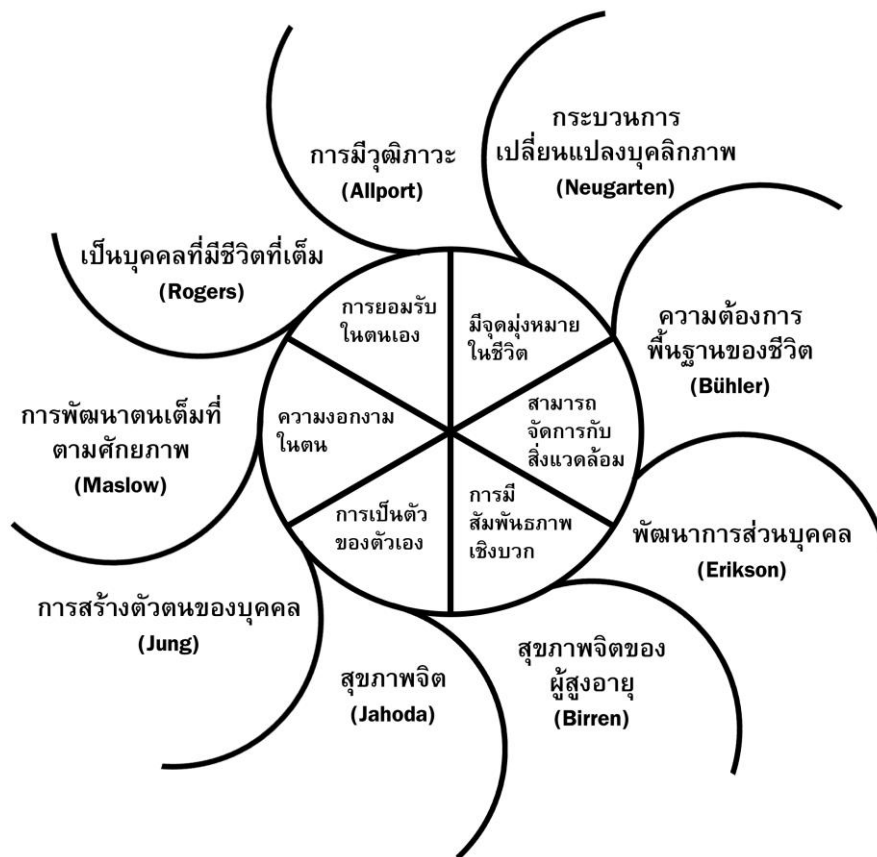 กระบวนการ
เปลี่ยนแปลงบุคลิกภาพ
(Neugarten)
การมีวุฒิภาวะ
(Allport)
เป็นบุคคลที่มีชีวิตที่เต็ม
(Rogers)
ความต้องการ
พื้นฐานของชีวิต
(Bühler)
การยอมรับ
ในตนเอง
มีจุดมุ่งหมาย
ในชีวิต
สามารถ
จัดการกับ
สิ่งแวดล้อม
ความงอกงาม
ในตน
การเป็นตัว
ของตัวเอง
การมี
สัมพันธภาพ
เชิงบวก
การพัฒนาตนเต็มที่
ตามศักยภาพ
(Maslow)
พัฒนาการส่วนบุคคล
(Erikson)
การสร้างตัวตนของบุคคล
(Jung)
สุขภาพจิต
(Jahoda)
สุขภาพจิตของ
ผู้สูงอายุ
(Birren)